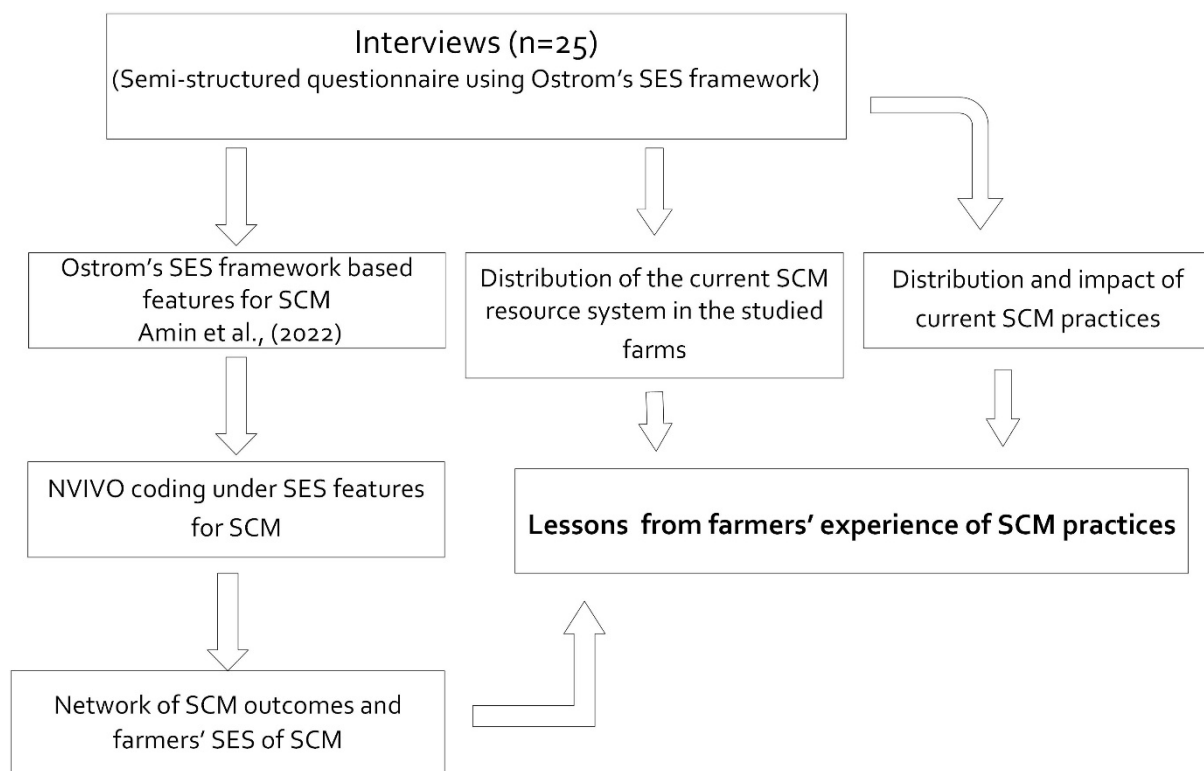 Interviews (n=25)
(Semi-structured questionnaire using Ostrom's SES framework)
Ostrom's SES framework based
features for SCM
Amin et al., (2022)
Distribution of the current SCM
resource system in the studied
farms
Distribution and impact of
current SCM practices
NVIVO coding under SES features
for SCM
Lessons from farmers' experience of SCM practices
Network of SCM outcomes and
farmers' SES of SCM